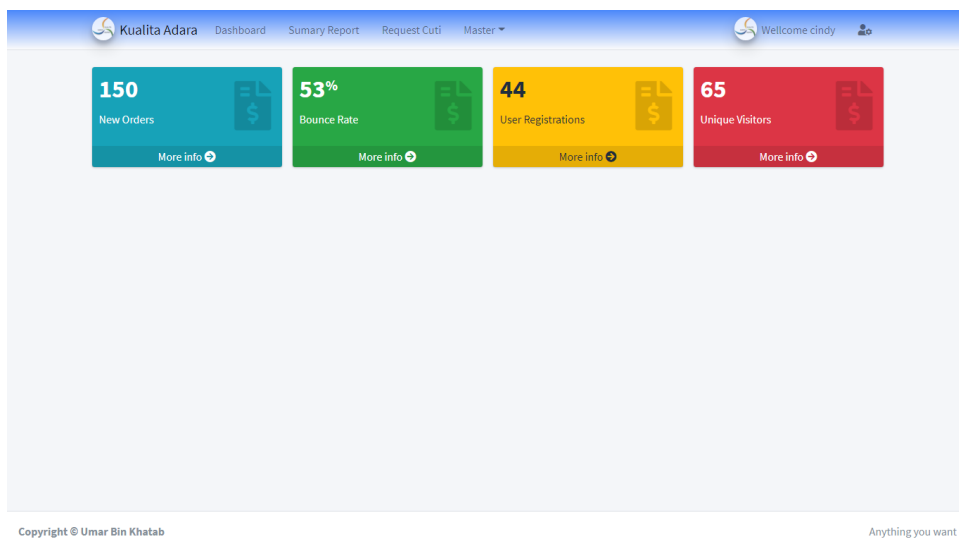 Kualita Adara Dashboard Sumary Report Request Cuti Master Wellcome cindy
150 53% 44 65
New Orders Bounce Rate User Registrations Unique Visitors
More info More info More info More info
Copyright © Umar Bin Khatab Anything you want